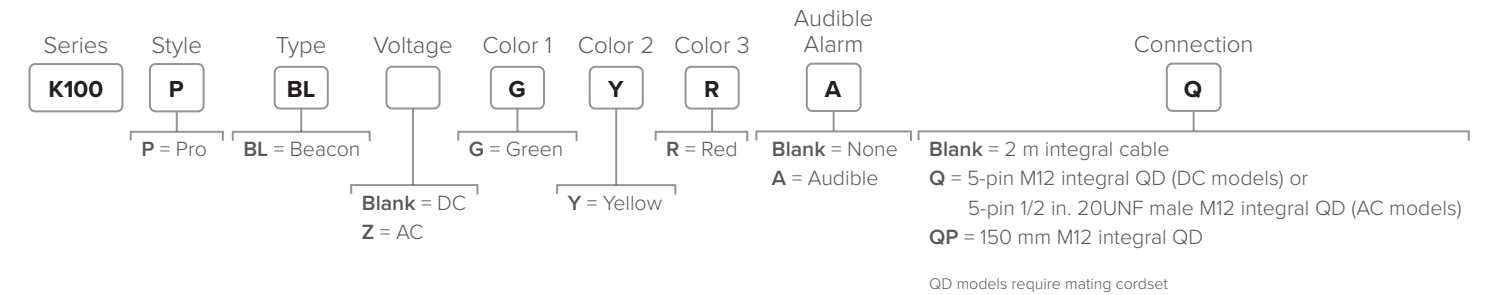 Series Style Type Voltage Color 1 Color 2 Color 3 Audible Alarm Connection
K100 P BL G Y R A Q
P = Pro
BL = Beacon
Blank = DC
Z = AC
G = Green
Y = Yellow
R = Red
Blank = None
A = Audible
Blank = 2 m integral cable
Q = 5-pin M12 integral QD (DC models) or
5-pin 1/2 in. 20UNF male M12 integral QD (AC models)
QP = 150 mm M12 integral QD
QD models require mating cordset